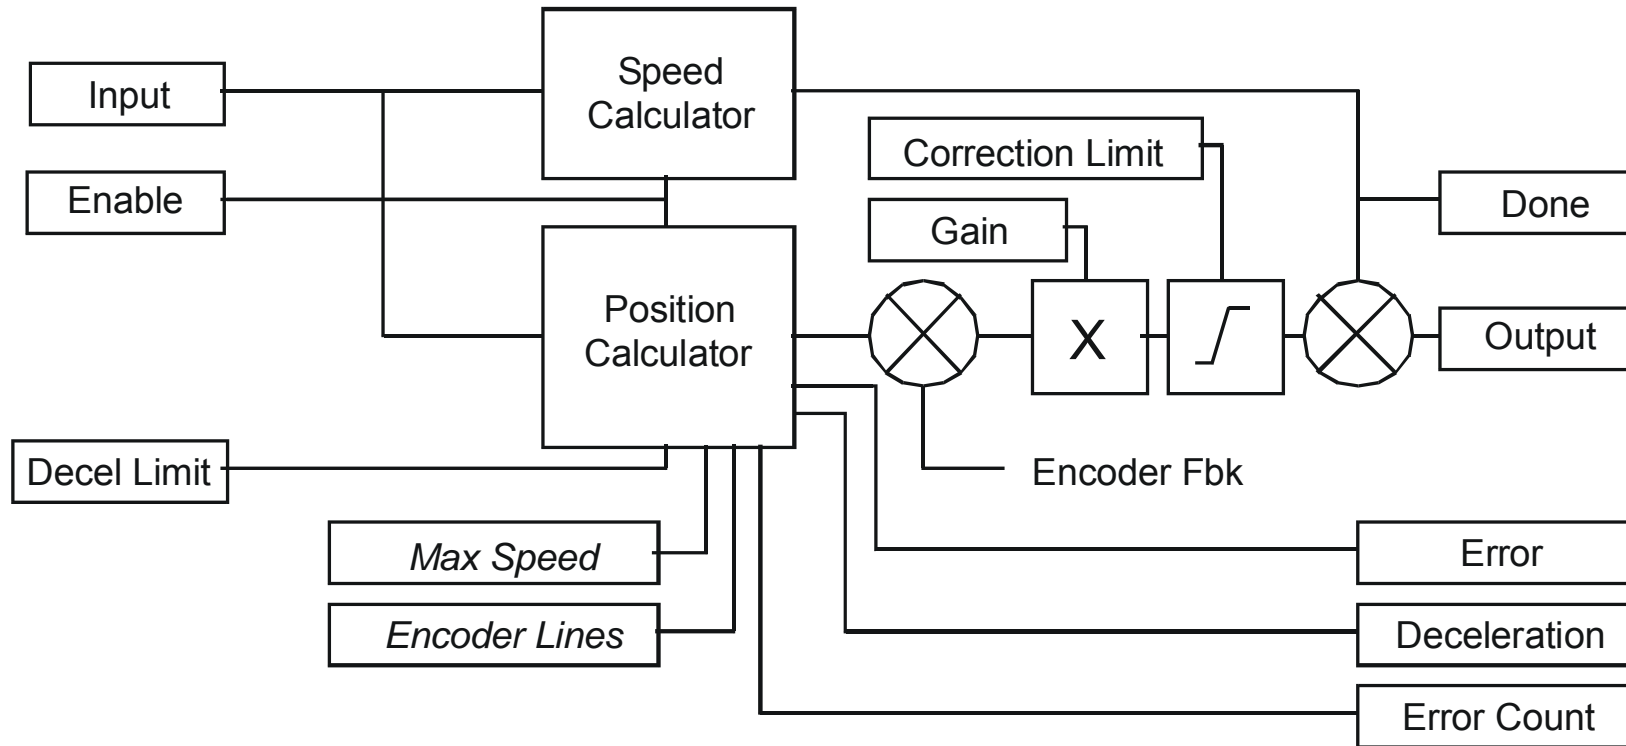 Input
Speed
Calculator
Correction Limit
Enable
Done
Gain
Position
Calculator
X
Output
Decel Limit
Encoder Fbk
Max Speed
Error
Encoder Lines
Deceleration
Error Count